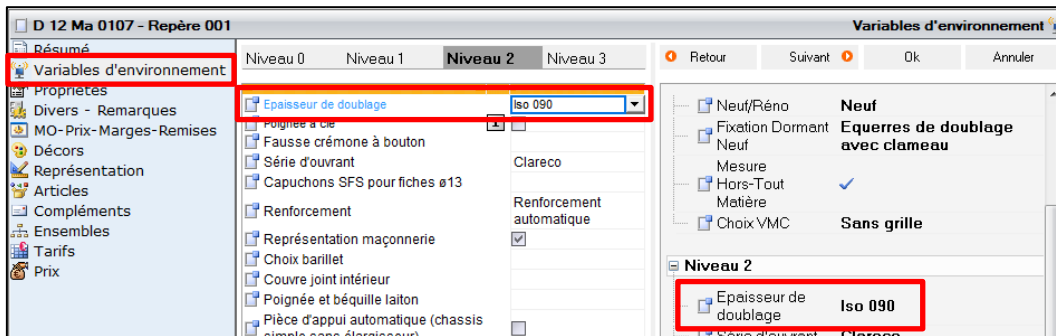 D 12 Ma 0107 - Repère 001
Variables d'environnement
Résumé
Variables d'environnement
Propriétés
Divers - Remarques
MO-Prix-Marges-Remises
Décors
Représentation
Articles
Compléments
Ensembles
Tarifs
Prix
Niveau 0 Niveau 1 Niveau 2 Niveau 3
Epaisseur de doublage Iso 090
Poignée à clé
Fausse crémone à bouton
Série d'ouvrant Clareco
Capuchons SFS pour fiches ø13
Renforcement Renforcement
automatique
Représentation maçonnerie
Choix barillet
Couvre joint intérieur
Poignée et béquille laiton
Pièce d'appui automatique (chassis
simple sans élargisseur)
Retour Suivant Ok Annuler
Neuf/Réno Neuf
Fixation Dormant Equerres de doublage
Neuf avec clameau
Mesure
Hors-Tout
Matière
Choix VMC Sans grille
Niveau 2
Epaisseur de
doublage Iso 090
Série d'ouvrant Clareco